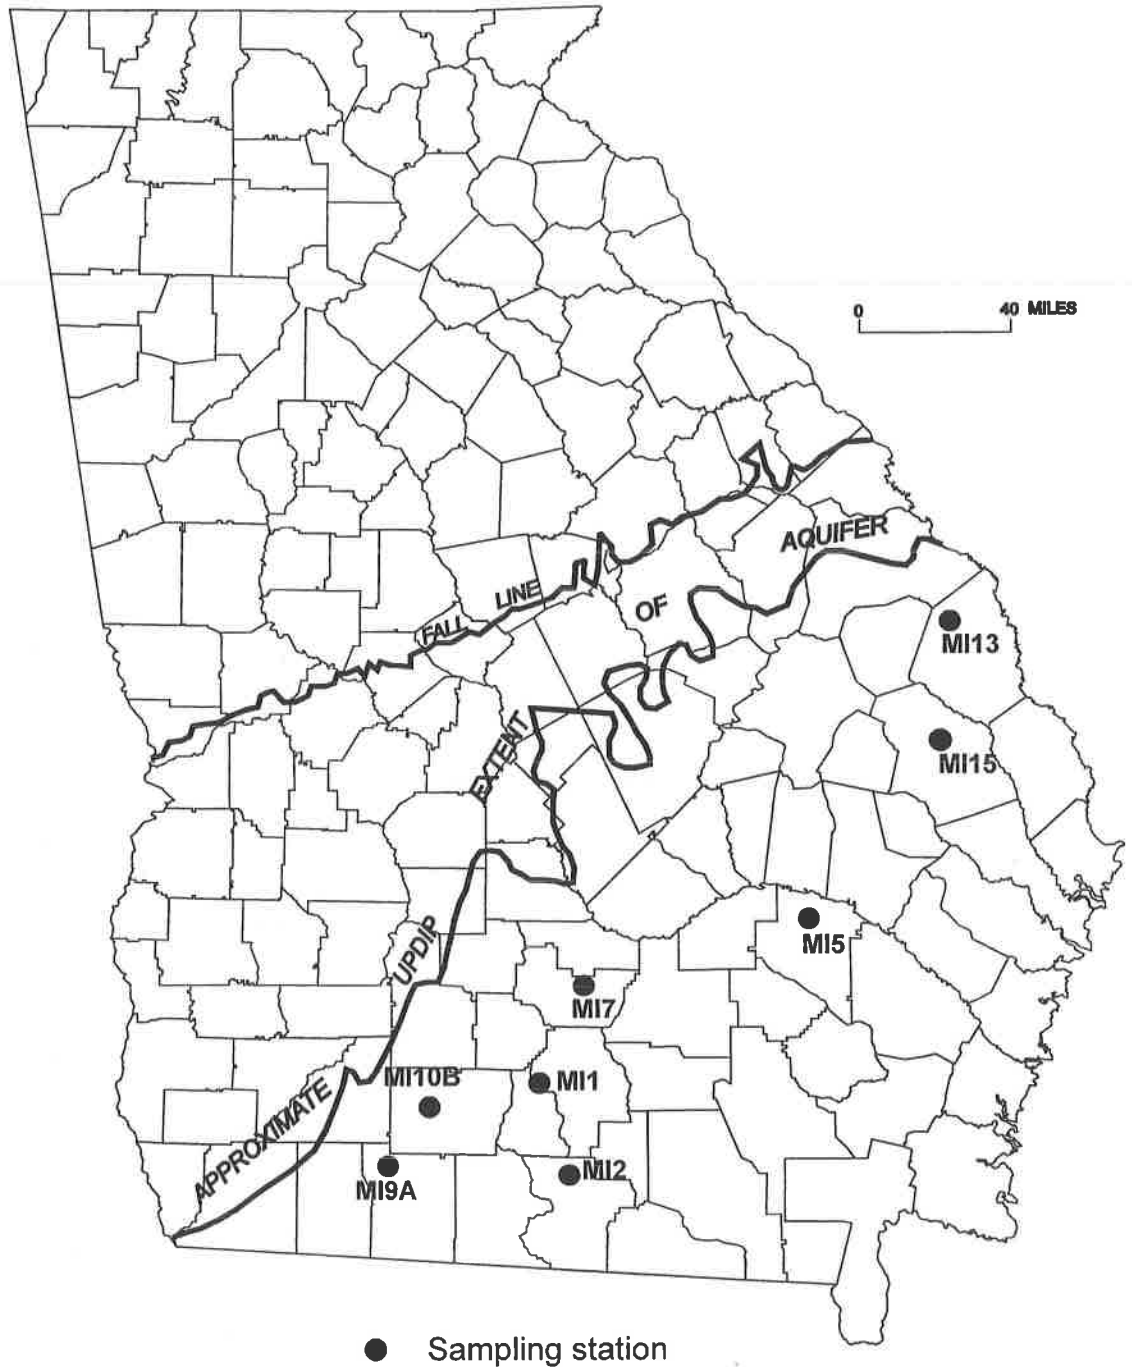 0 40 MILES
AQUIFER
OF
LINE
FALL
MI13
EXTENT
MI15
UPDIP
MI5
MI7
APPROXIMATE
MI10B
MI1
MI2
MI9A
Sampling station